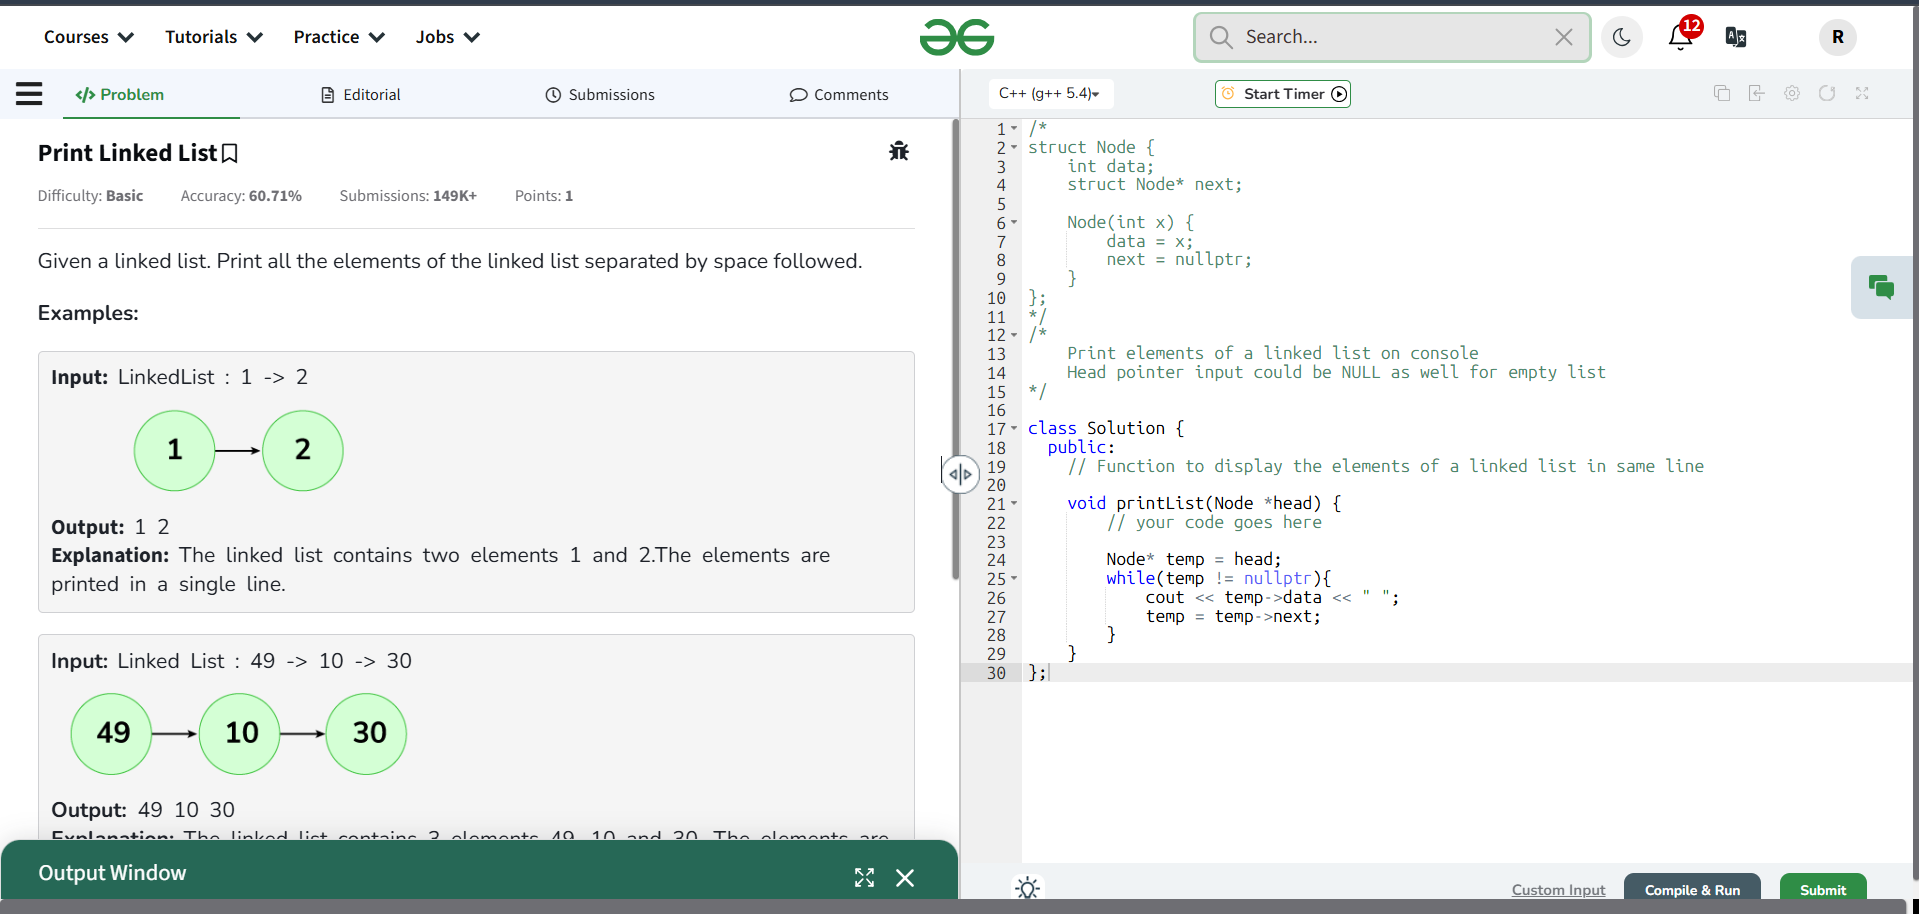 Courses Tutorials Practice Jobs
Search...
12
R
Problem Editorial Submissions Comments
C++ (g++ 5.4) Start Timer
Print Linked List
Difficulty: Basic Accuracy: 60.71% Submissions: 149K+ Points: 1
Given a linked list. Print all the elements of the linked list separated by space followed.
Examples:
Input: LinkedList : 1 -> 2
1 2
Output: 1 2
Explanation: The linked list contains two elements 1 and 2.The elements are
printed in a single line.
Input: Linked List : 49 -> 10 -> 30
49 10 30
Output: 49 10 30
Explanation: The linked list contains 3 elements 49, 10 and 30. The elements are
Output Window
1 /*
2 struct Node {
3 int data;
4 struct Node* next;
5
6 Node(int x) {
7 data = x;
8 next = nullptr;
9 }
10 };
11 */
12 /*
13 Print elements of a linked list on console
14 Head pointer input could be NULL as well for empty list
15 */
16
17 class Solution {
18 public:
19 // Function to display the elements of a linked list in same line
20
21 void printList(Node *head) {
22 // your code goes here
23
24 Node* temp = head;
25 while(temp != nullptr){
26 cout << temp->data << " ";
27 temp = temp->next;
28 }
29 }
30 };
Custom Input Compile & Run Submit